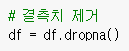 # 결측치 제거
df = df.dropna()